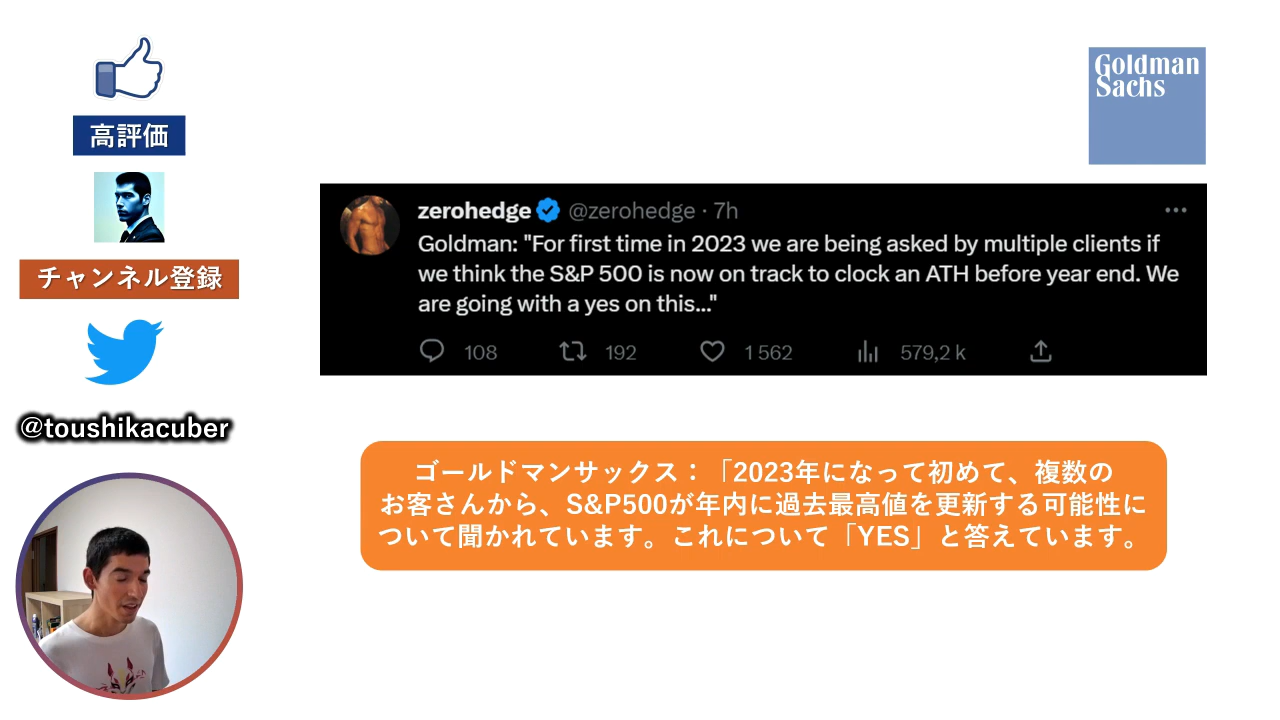 高評価
チャンネル登録
@toushikacuber
Goldman
Sachs
zerohedge @zerohedge · 7h
Goldman: "For first time in 2023 we are being asked by multiple clients if
we think the S&P 500 is now on track to clock an ATH before year end. We
are going with a yes on this..."
108 192 1 562 579,2 k
ゴールドマンサックス：「2023年になって初めて、複数の
お客さんから、S&P500が年内に過去最高値を更新する可能性に
ついて聞かれています。これについて「YES」と答えています。